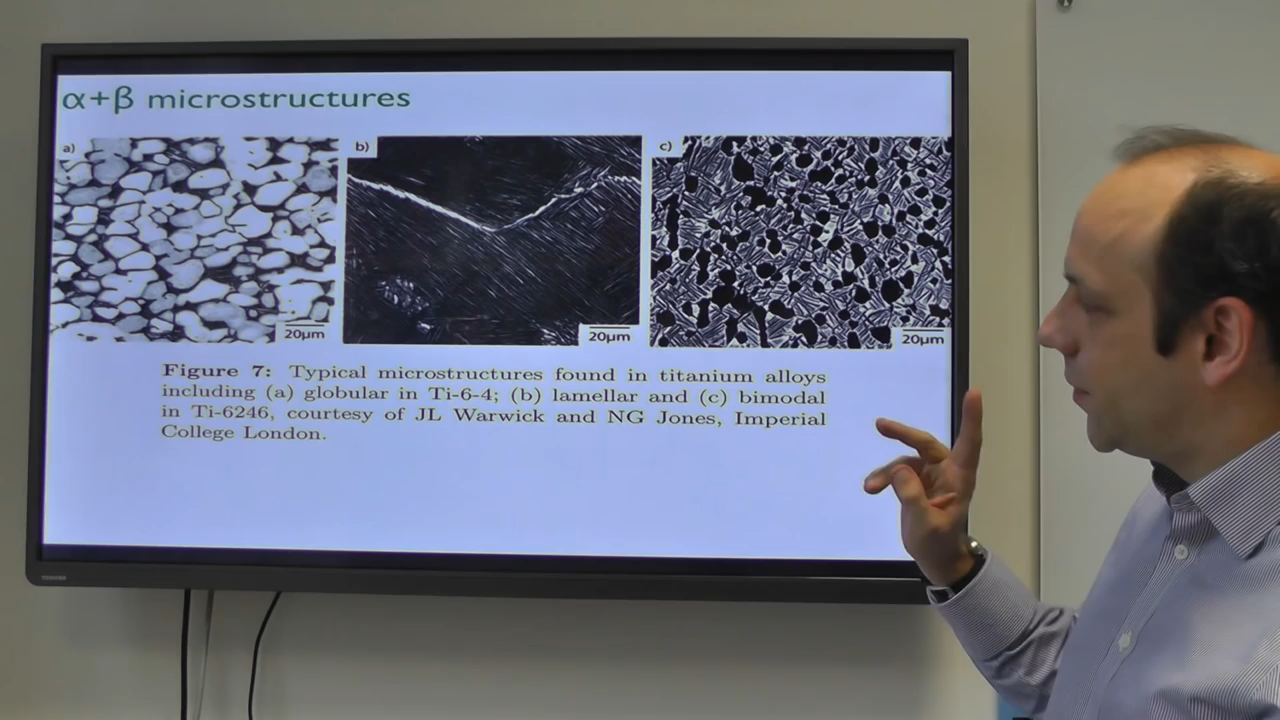 α+β microstructures
a)
b)
c)
20μm
20μm
20μm
Figure 7: Typical microstructures found in titanium alloys
including (a) globular in Ti-6-4; (b) lamellar and (c) bimodal
in Ti-6246, courtesy of JL Warwick and NG Jones, Imperial
College London.
TOSHIBA